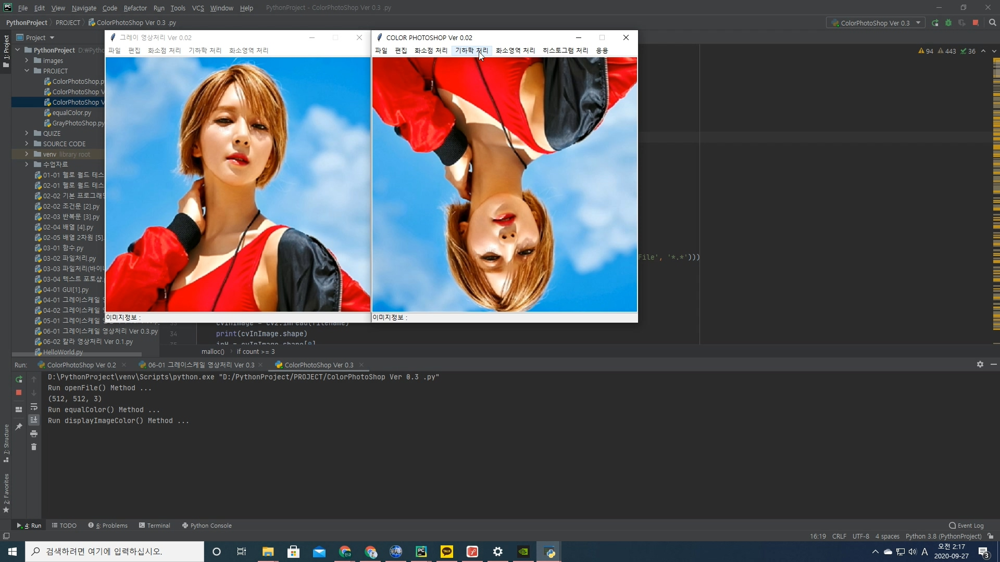 File Edit View Navigate Code Refactor Run Tools VCS Window Help PythonProject - ColorPhotoShop Ver 0.3 .py
PythonProject PROJECT ColorPhotoShop Ver 0.3 .py ColorPhotoShop Ver 0.3
1: Project
Project
PythonProject D:₩Pytho
images
PROJECT
ColorPhotoShop.p
ColorPhotoShop V
ColorPhotoShop V
equalColor.py
GrayPhotoShop.py
QUIZE
SOURCE CODE
venv library root
수업자료
01-01 헬로 월드 테스
02-01 헬로 월드 테스
02-02 기본 프로그래밍
02-02 조건문 [2].py
02-03 반복문 [3].py
02-04 배열 [4].py
02-05 배열 2차원 [5].
03-01 함수.py
03-02 파일처리.py
03-03 파일처리(바이너
03-04 텍스트 포토샵.
04-01 GUI[1].py
04-01 그레이스케일
04-02 그레이스케일
05-01 그레이스케일
06-01 그레이스케일 영상처리 Ver 0.3.py
06-02 칼라 영상처리 Ver 0.1.py
HelloWorld.py
그레이 영상처리 Ver 0.02
파일 편집 화소점 처리 기하학 처리 화소영역 처리
이미지정보 :
COLOR PHOTOSHOP Ver 0.02
파일 편집 화소점 처리 기하학 처리 화소영역 처리 히스토그램 처리 응용
이미지정보 :
94 443 36
File', '*.*')))
33 cvInImage = cv2.imread(filename)
34 print(cvInImage.shape)
35 inH = cvInImage.shape[0]
malloc() if count >= 3
Run: ColorPhotoShop Ver 0.2 06-01 그레이스케일 영상처리 Ver 0.3 ColorPhotoShop Ver 0.3
D:\PythonProject\venv\Scripts\python.exe "D:/PythonProject/PROJECT/ColorPhotoShop Ver 0.3 .py"
Run openFile() Method ...
(512, 512, 3)
Run equalColor() Method ...
Run displayImageColor() Method ...
7: Structure
2: Favorites
4: Run TODO 6: Problems Terminal Python Console Event Log
16:19 CRLF UTF-8 4 spaces Python 3.8 (PythonProject)
검색하려면 여기에 입력하십시오.
A 오전 2:17
2020-09-27
3